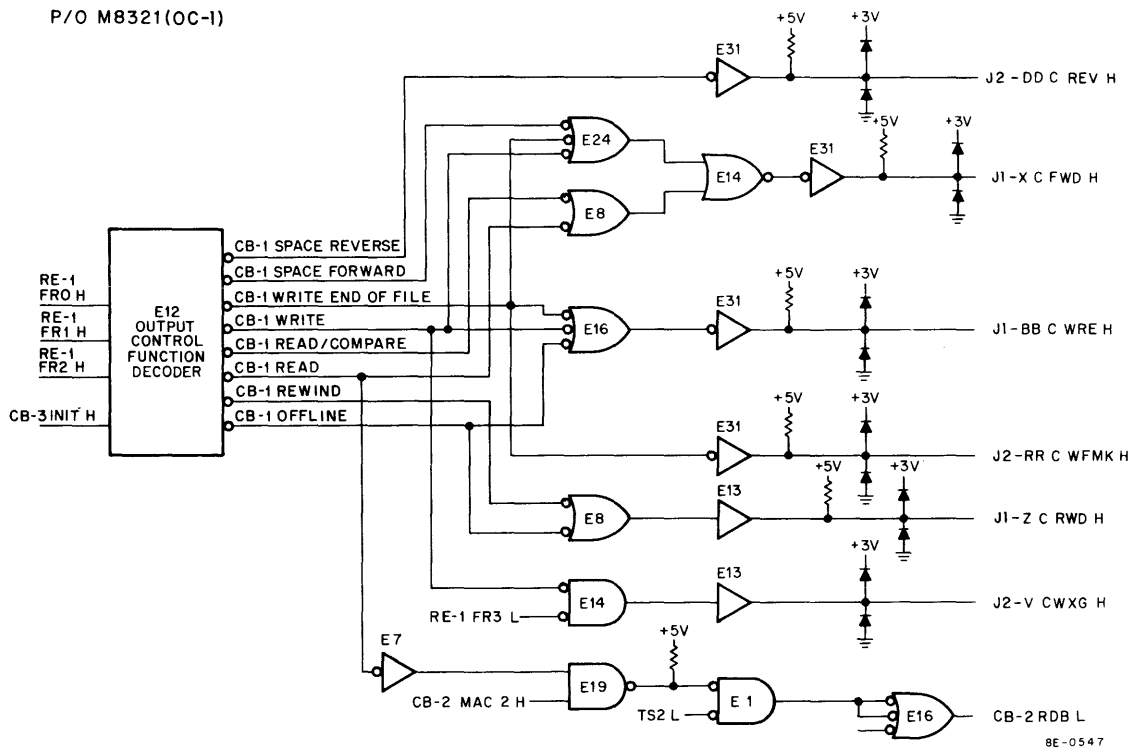 P/O M8321(OC-1)
+5V
+3V
E31
J2-DD C REV H
E24
+5V
+3V
E31
E14
J1-X C FWD H
E8
CB-1 SPACE REVERSE
CB-1 SPACE FORWARD
CB-1 WRITE END OF FILE
CB-1 WRITE
CB-1 READ/COMPARE
CB-1 READ
CB-1 REWIND
CB-1 OFFLINE
RE-1
FR0 H
RE-1
FR1 H
RE-1
FR2 H
CB-3 INIT H
E12
OUTPUT
CONTROL
FUNCTION
DECODER
+5V
+3V
E16
E31
J1-BB C WRE H
+5V
+3V
E31
J2-RR C WFMK H
+5V
+3V
E8
E13
J1-Z C RWD H
+3V
E13
E14
RE-1 FR3 L
J2-V CWXG H
E7
+5V
E19
CB-2 MAC 2 H
E1
TS2 L
E16
CB-2 RDB L
8E-0547